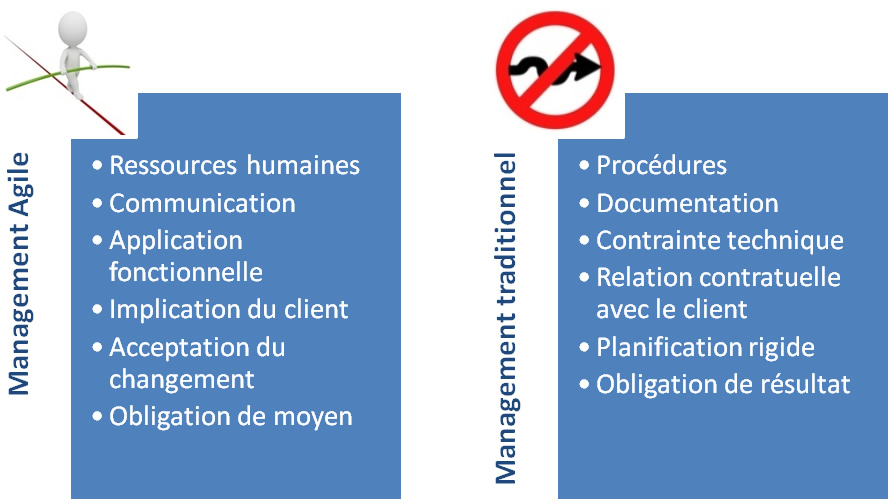 Management Agile
• Ressources humaines
• Communication
• Application
fonctionnelle
• Implication du client
• Acceptation du
changement
• Obligation de moyen
Management traditionnel
• Procédures
• Documentation
• Contrainte technique
• Relation contratuelle
avec le client
• Planification rigide
• Obligation de résultat